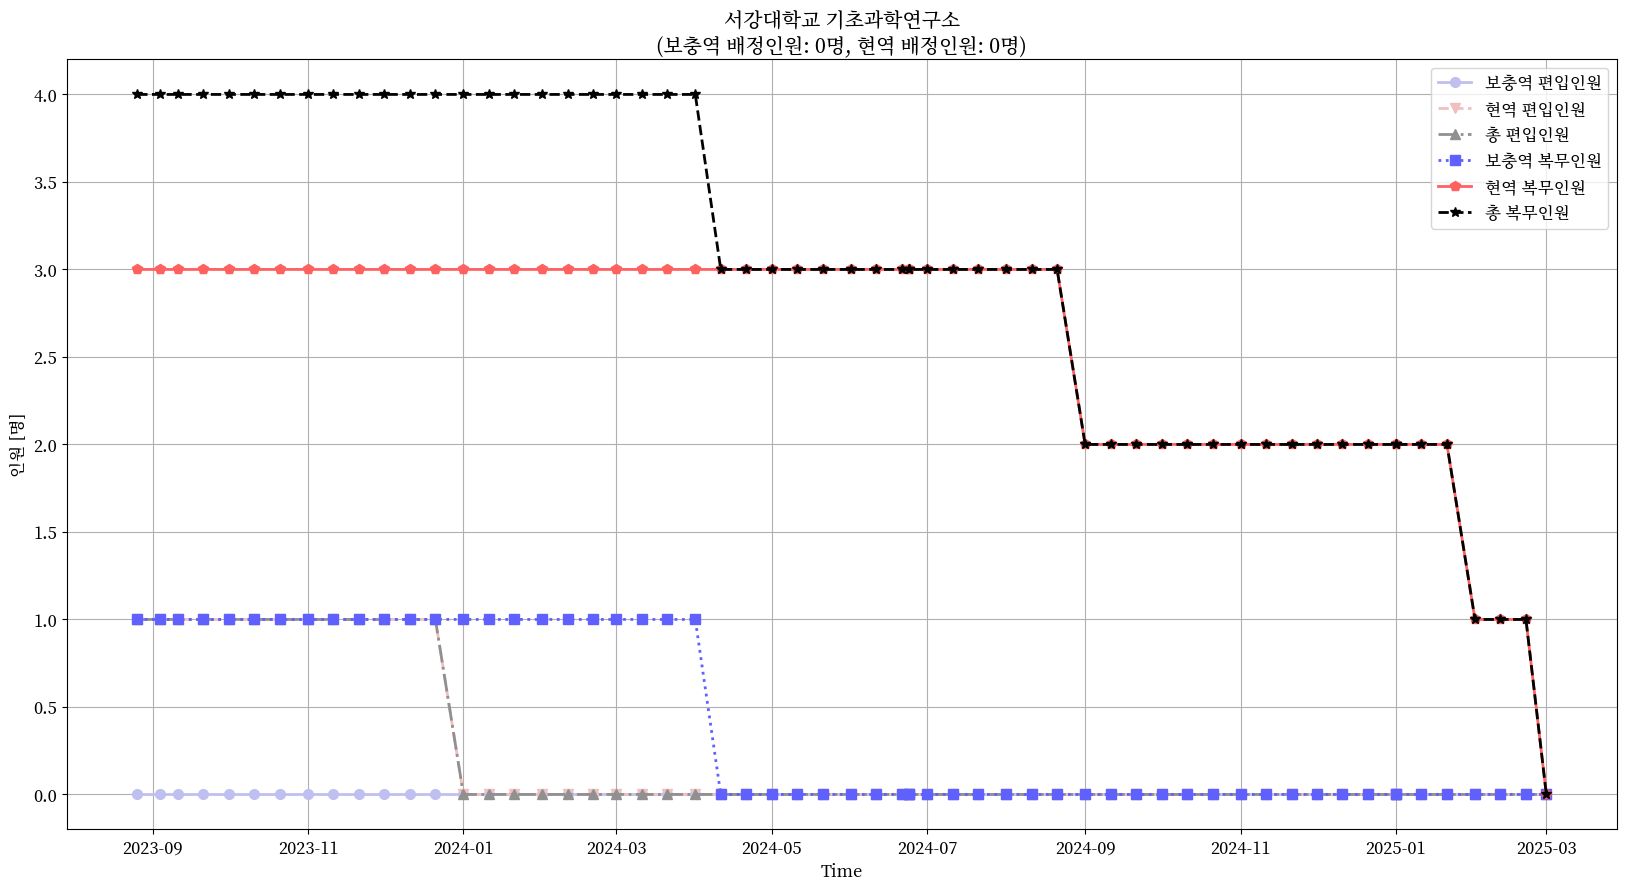 서강대학교 기초과학연구소
(보충역 배정인원: 0명, 현역 배정인원: 0명)
보충역 편입인원
현역 편입인원
총 편입인원
보충역 복무인원
현역 복무인원
총 복무인원
인원 [명]
4.0
3.5
3.0
2.5
2.0
1.5
1.0
0.5
0.0
2023-09 2023-11 2024-01 2024-03 2024-05 2024-07 2024-09 2024-11 2025-01 2025-03
Time